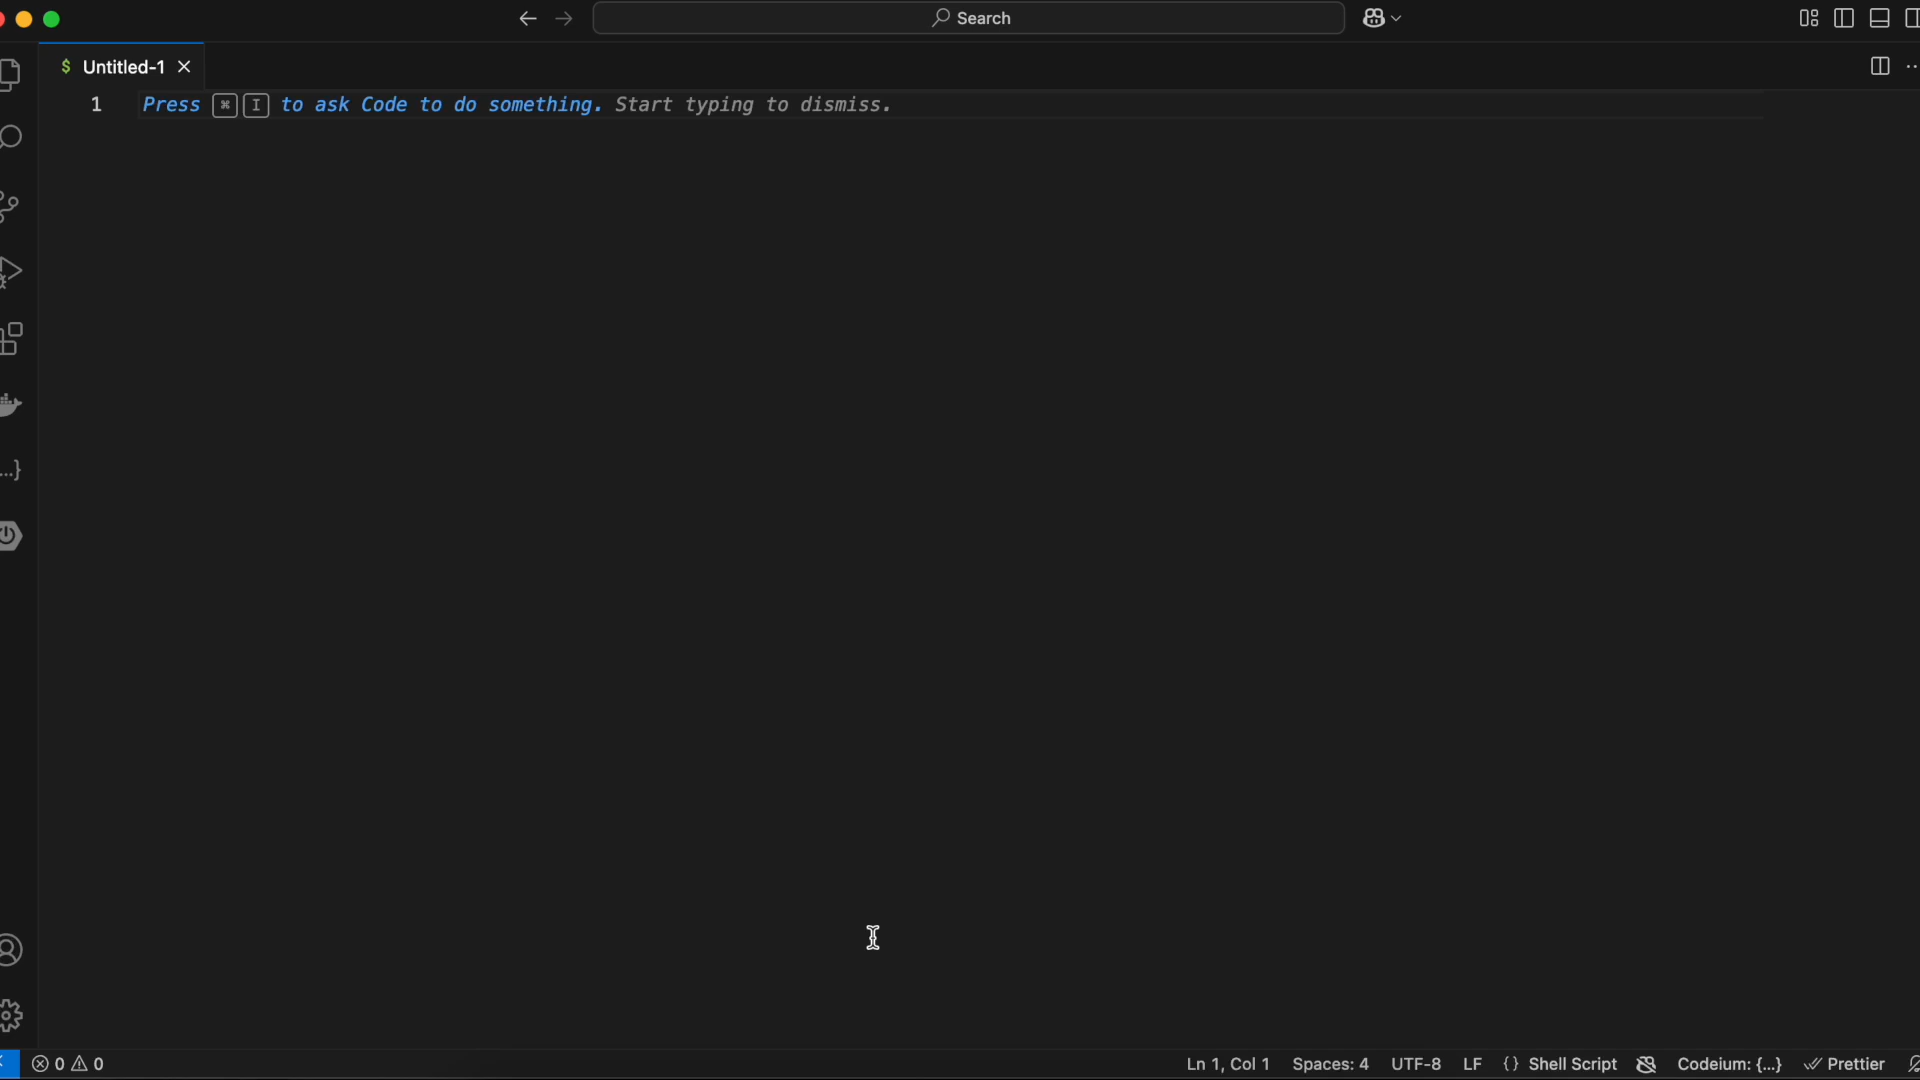 Search
$ Untitled-1
1 Press ⌘ I to ask Code to do something. Start typing to dismiss.
...}
0 0 Ln 1, Col 1 Spaces: 4 UTF-8 LF {} Shell Script Codeium: {...} Prettier